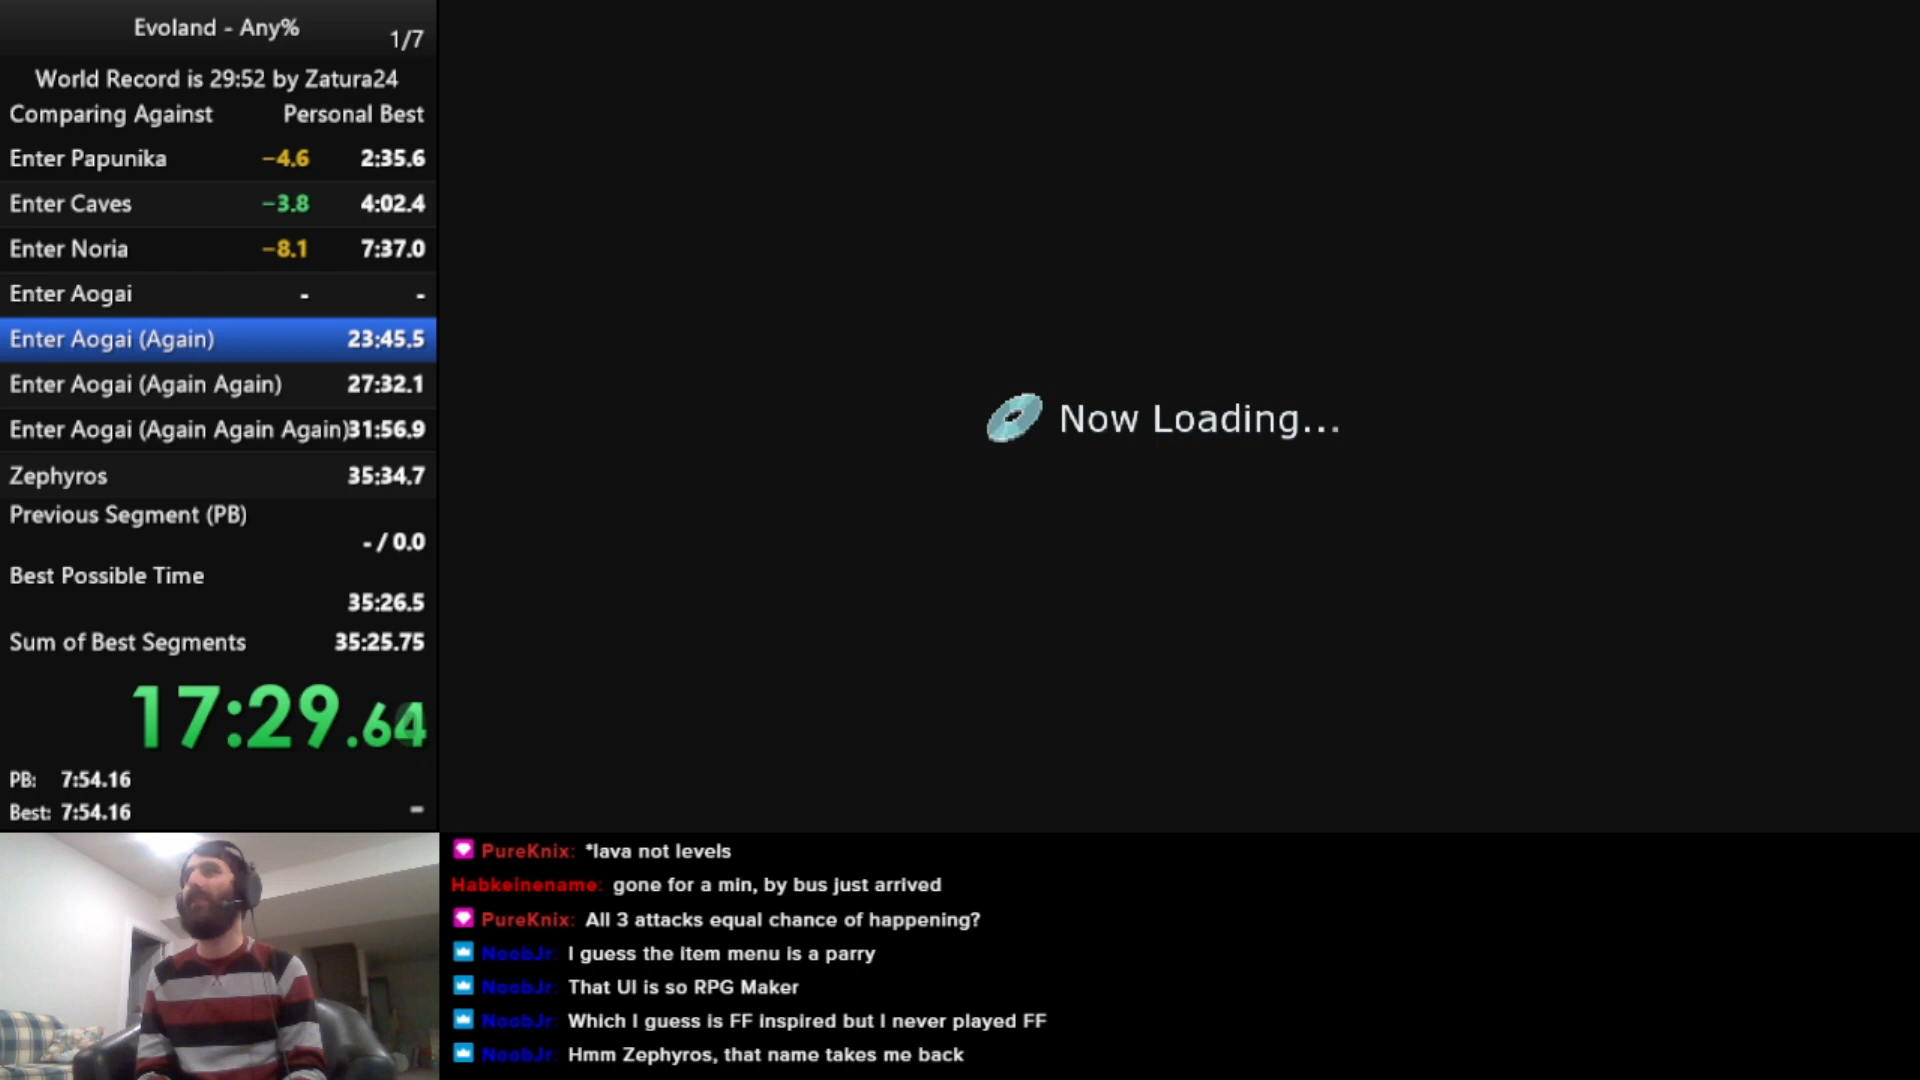 Evoland - Any%
1/7
World Record is 29:52 by Zatura24
Comparing Against Personal Best
Enter Papunika −4.6 2:35.6
Enter Caves −3.8 4:02.4
Enter Noria −8.1 7:37.0
Enter Aogai - -
Enter Aogai (Again) 23:45.5
Enter Aogai (Again Again) 27:32.1
Enter Aogai (Again Again Again) 31:56.9
Zephyros 35:34.7
Previous Segment (PB)
- / 0.0
Best Possible Time
35:26.5
Sum of Best Segments 35:25.75
17:29.64
PB: 7:54.16
Best: 7:54.16 -
Now Loading...
PureKnix: *lava not levels
Habkeinename: gone for a min, by bus just arrived
PureKnix: All 3 attacks equal chance of happening?
NoobJr: I guess the item menu is a parry
NoobJr: That UI is so RPG Maker
NoobJr: Which I guess is FF inspired but I never played FF
NoobJr: Hmm Zephyros, that name takes me back